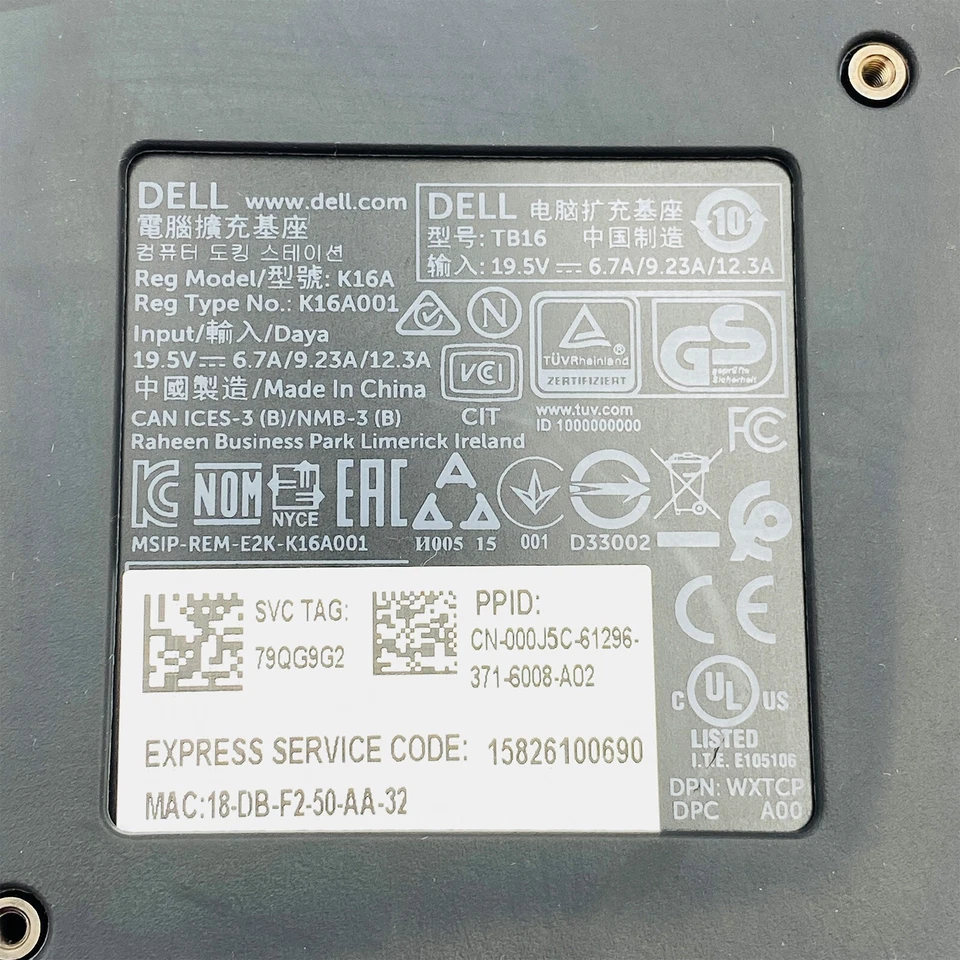 DELL www.dell.com
電腦擴充基座
컴퓨터 도킹 스테이션
Reg Model/型號: K16A
Reg Type No.: K16A001
Input/輸入/Daya
19.5V⎓ 6.7A/9.23A/12.3A
中國製造/Made In China
CAN ICES-3 (B)/NMB-3 (B)
Raheen Business Park Limerick Ireland
DELL 电脑扩充基座
型号: TB16 中国制造
输入: 19.5V ⎓ 6.7A/9.23A/12.3A
10
N
VCI
CIT
TÜVRheinland®
ZERTIFIZIERT
www.tuv.com
ID 1000000000
GS
geprüfte
Sicherheit
FC
KC NOM NYCE EAC
MSIP-REM-E2K-K16A001
И005 15
001
D33002
CE
SVC TAG:
79QG9G2
PPID:
CN-000J5C-61296-
371-6008-A02
EXPRESS SERVICE CODE: 15826100690
MAC:18-DB-F2-50-AA-32
C UL US
LISTED
I.T.E. E105106
DPN: WXTCP
DPC A00